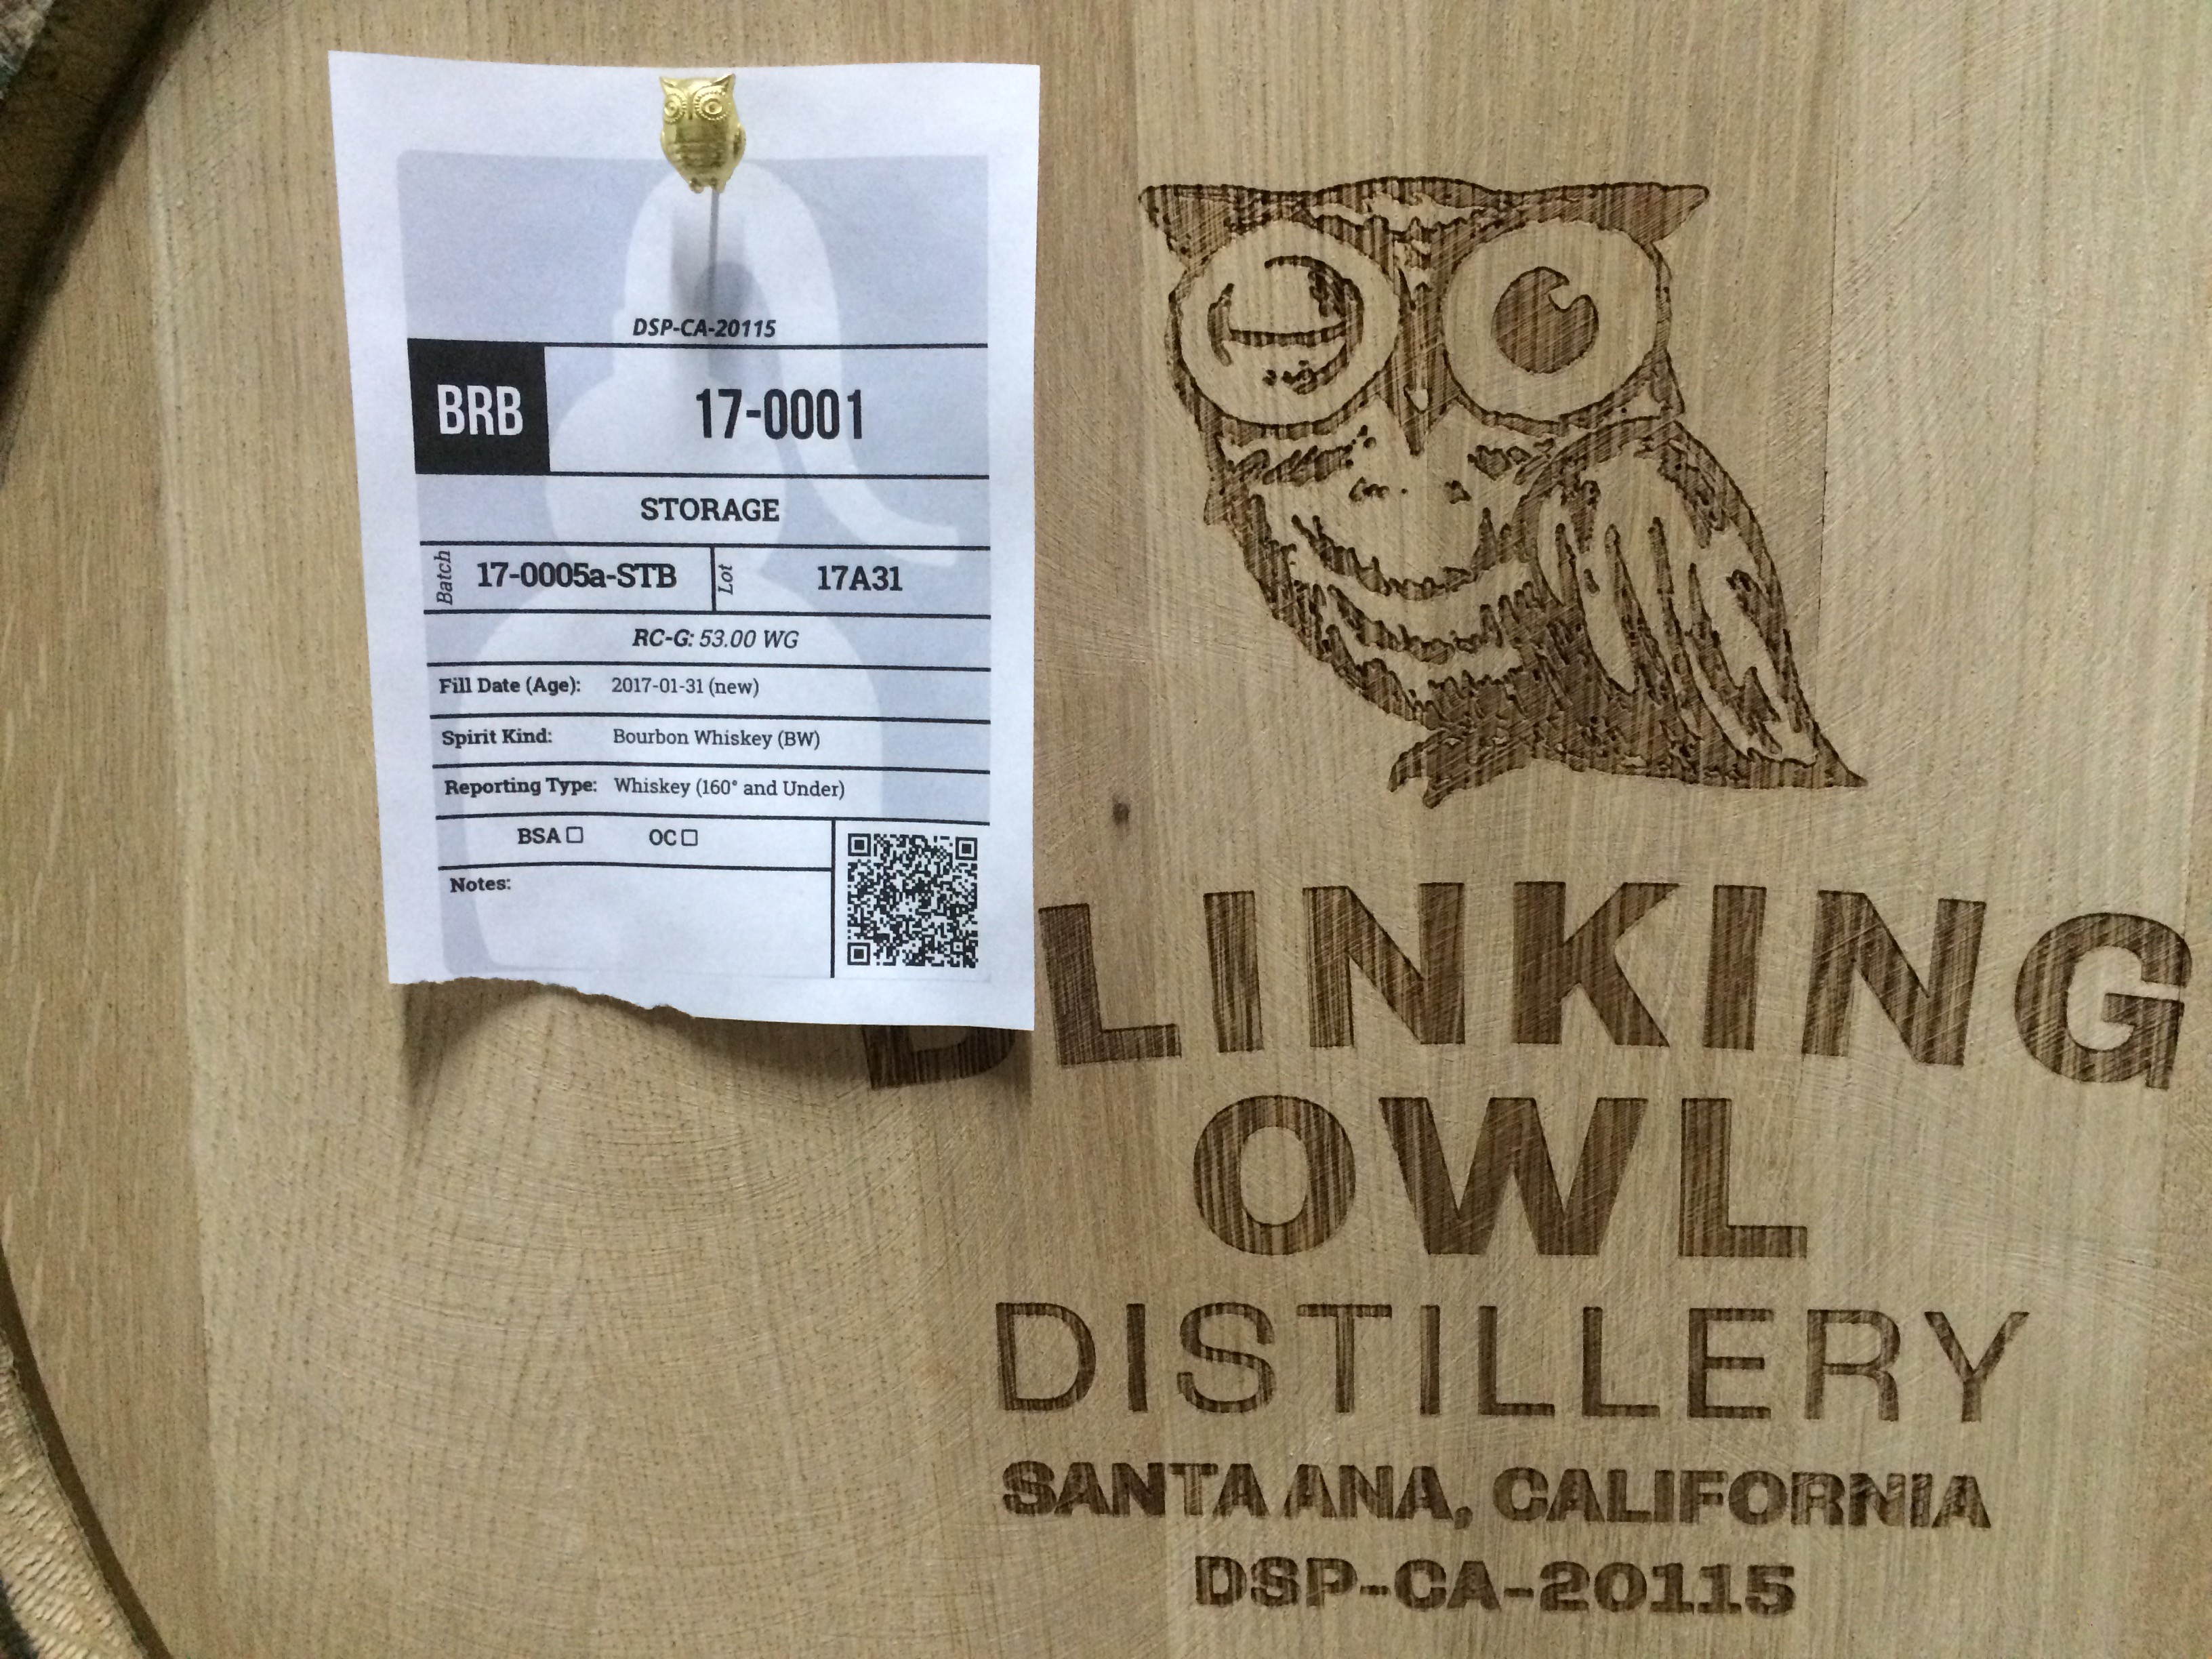 DSP-CA-20115
BRB 17-0001
STORAGE
Batch 17-0005a-STB Lot 17A31
RC-G: 53.00 WG
Fill Date (Age): 2017-01-31 (new)
Spirit Kind: Bourbon Whiskey (BW)
Reporting Type: Whiskey (160° and Under)
BSA OC
Notes:
BLINKING
OWL
DISTILLERY
SANTA ANA, CALIFORNIA
DSP-CA-20115